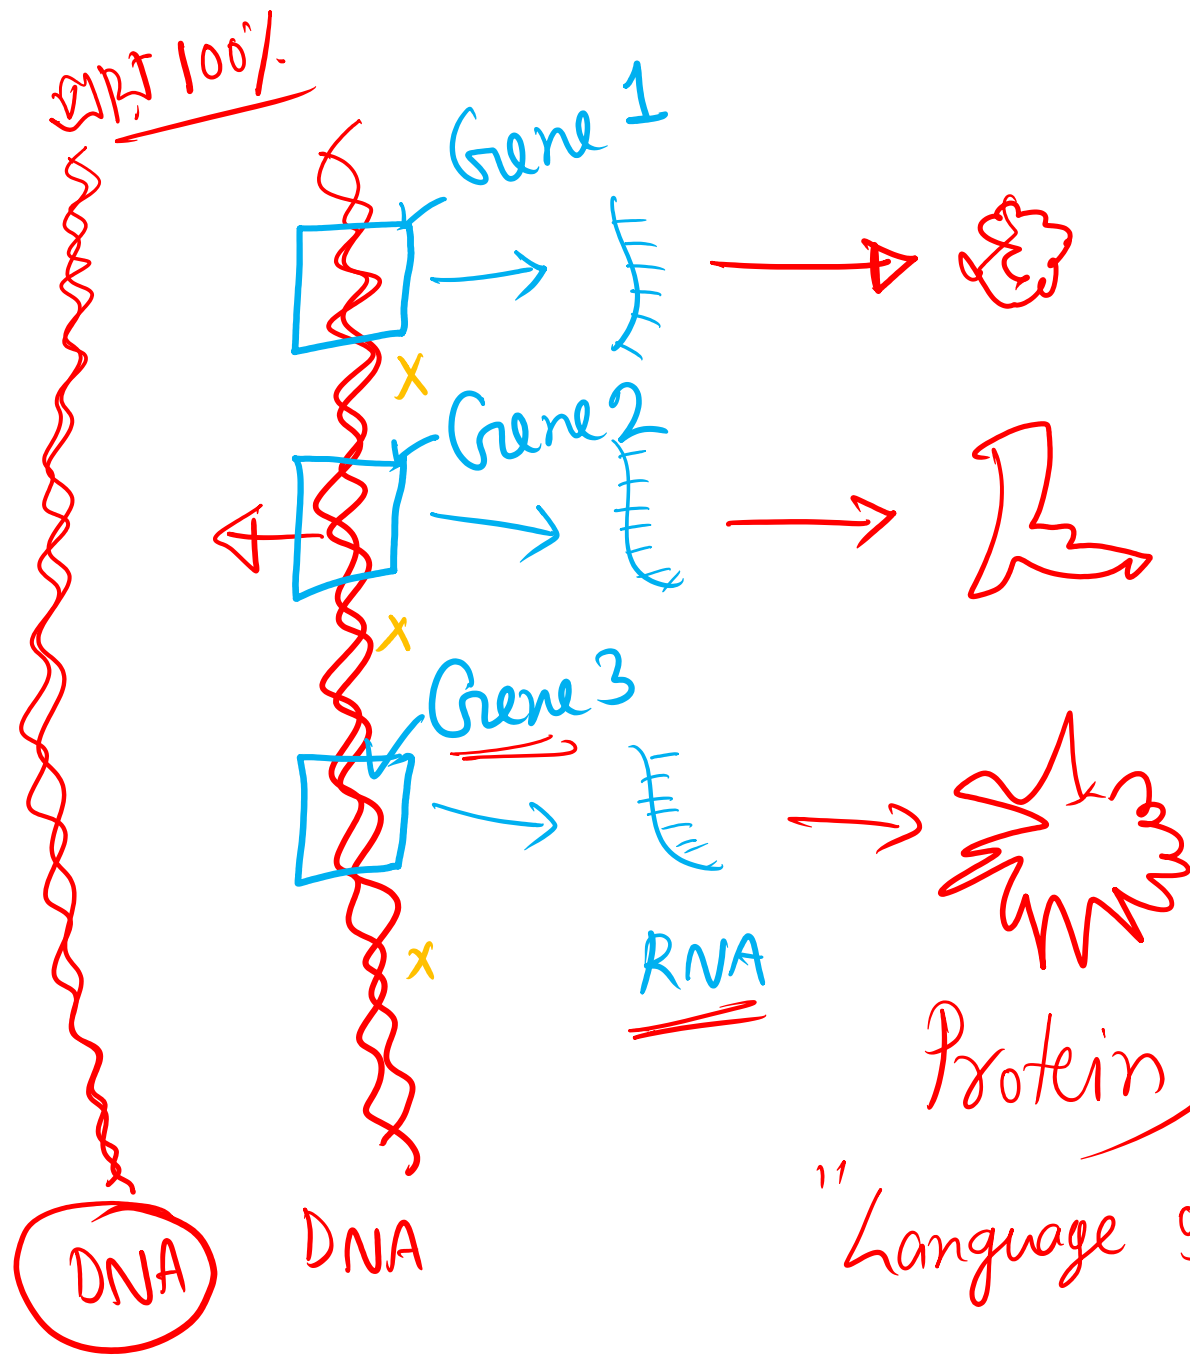 100%
Gene 1
X
Gene 2
X
Gene 3
X
RNA
Protein
DNA
DNA
"Language